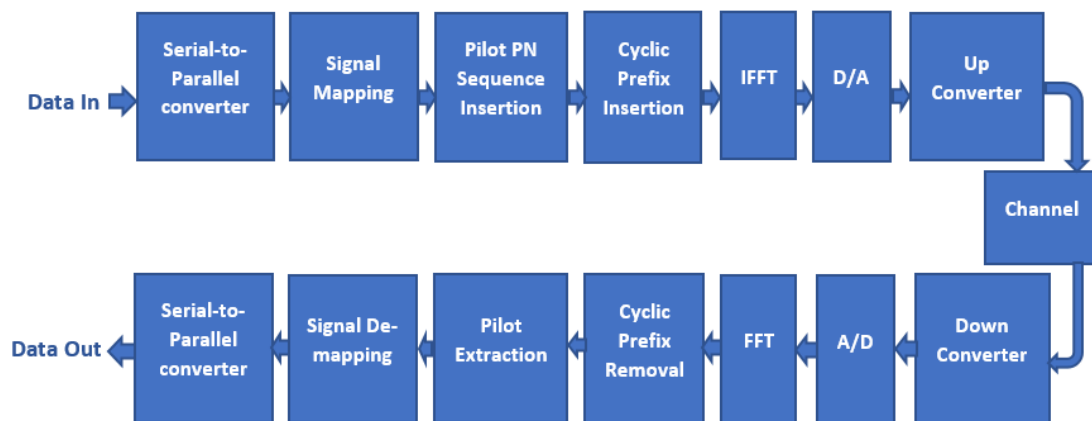 Data In
Serial-to-
Parallel
converter
Signal
Mapping
Pilot PN
Sequence
Insertion
Cyclic
Prefix
Insertion
IFFT
D/A
Up
Converter
Channel
Down
Converter
A/D
FFT
Cyclic
Prefix
Removal
Pilot
Extraction
Signal De-
mapping
Serial-to-
Parallel
converter
Data Out